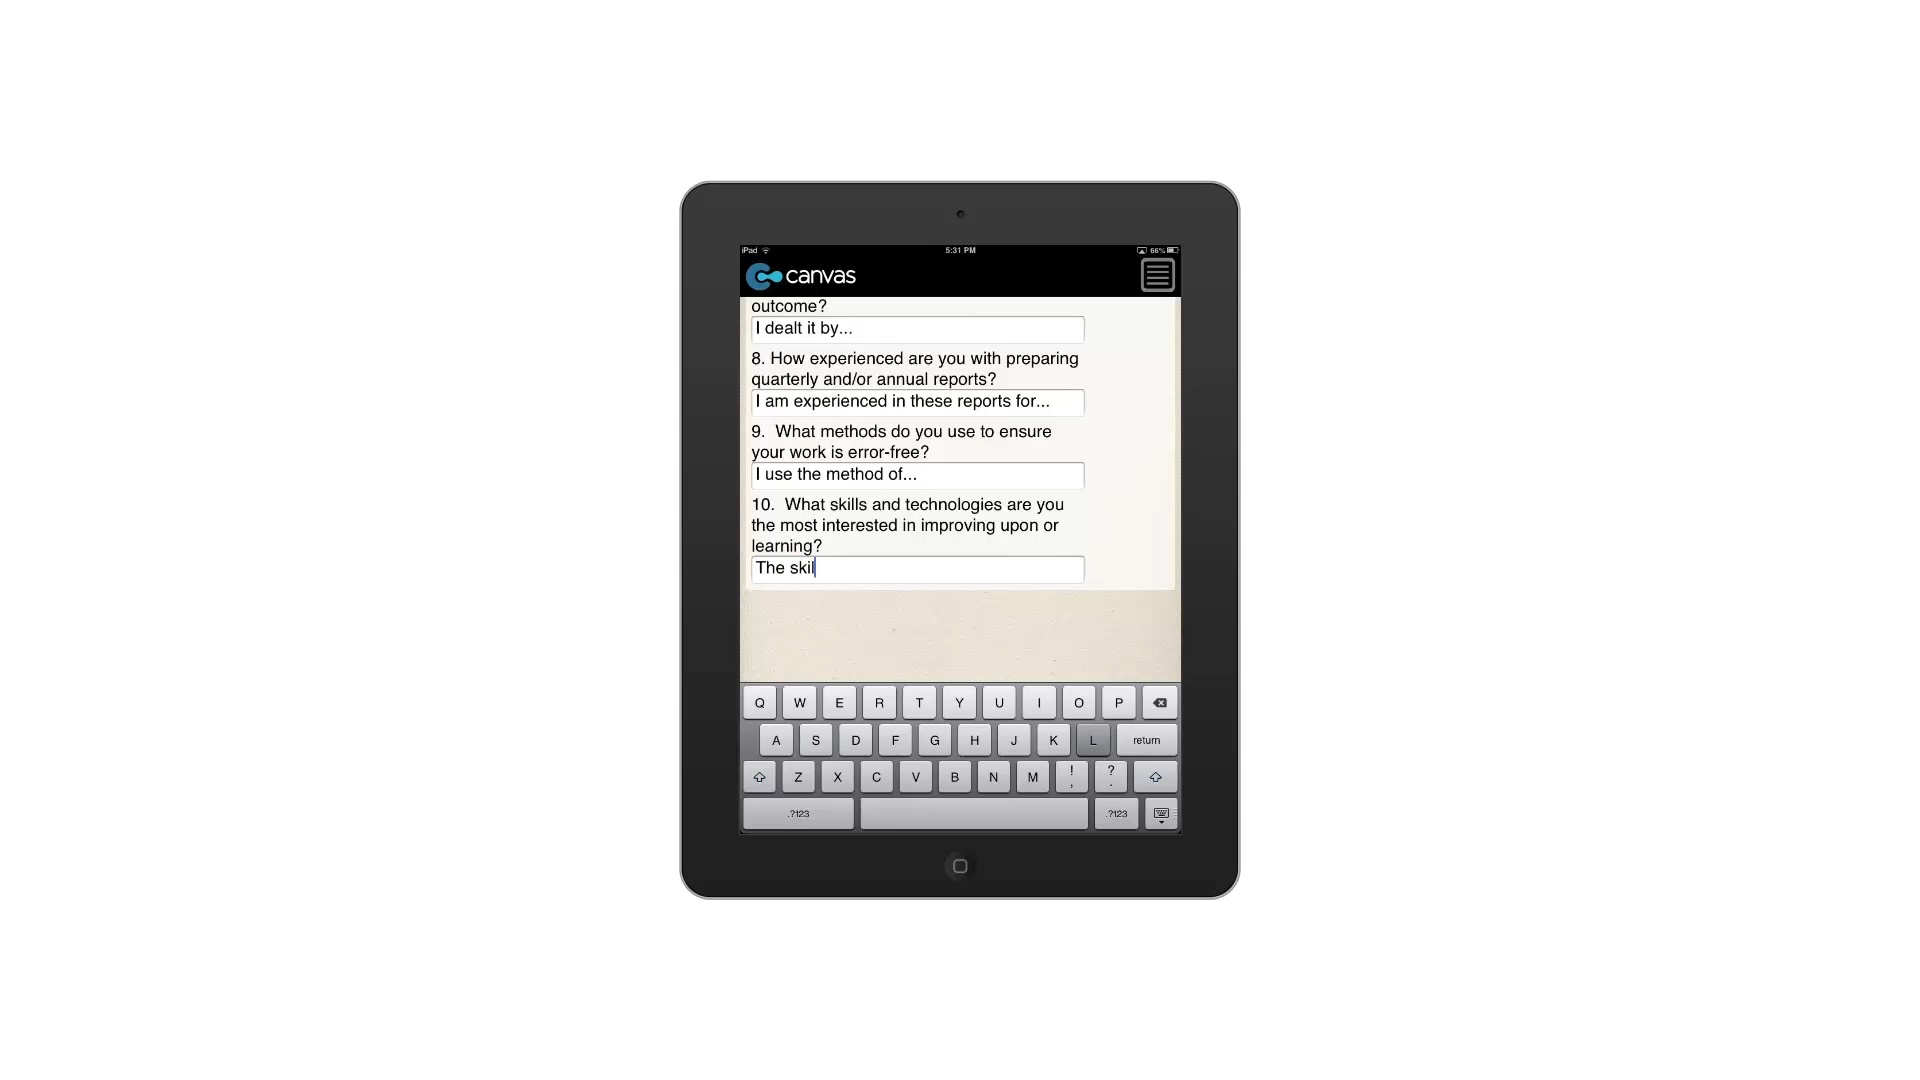 iPad 5:31 PM 66%
canvas
outcome?
I dealt it by...
8. How experienced are you with preparing
quarterly and/or annual reports?
I am experienced in these reports for...
9. What methods do you use to ensure
your work is error-free?
I use the method of...
10. What skills and technologies are you
the most interested in improving upon or
learning?
The skil
Q W E R T Y U I O P
A S D F G H J K L return
Z X C V B N M ! , ? .
.?123 .?123